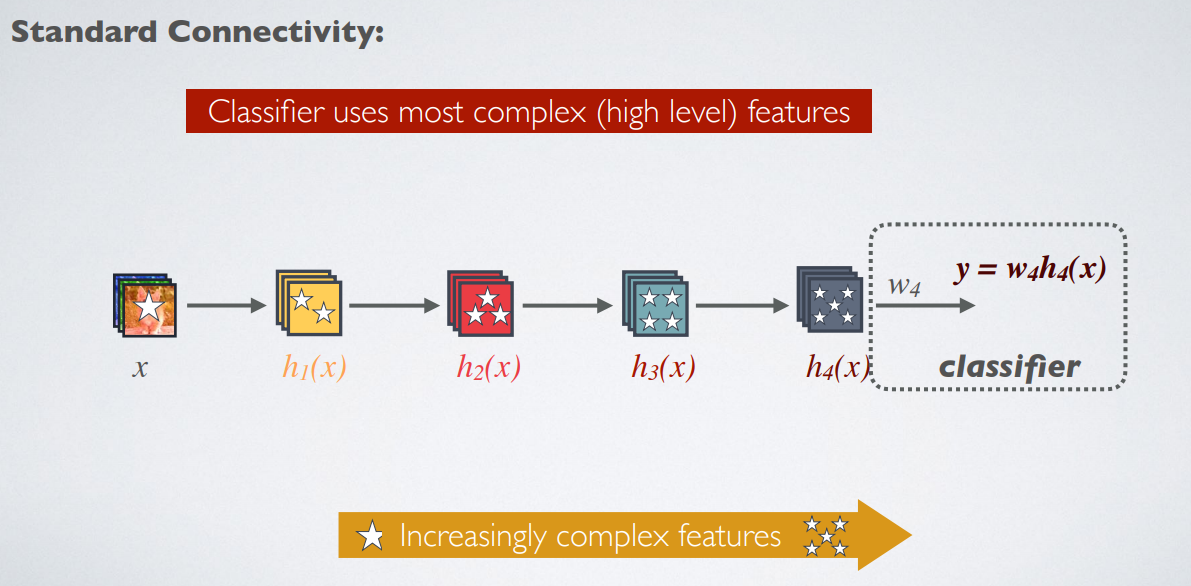 Standard Connectivity:
Classifier uses most complex (high level) features
w₄
y = w₄h₄(x)
x
h₁(x)
h₂(x)
h₃(x)
h₄(x)
classifier
Increasingly complex features